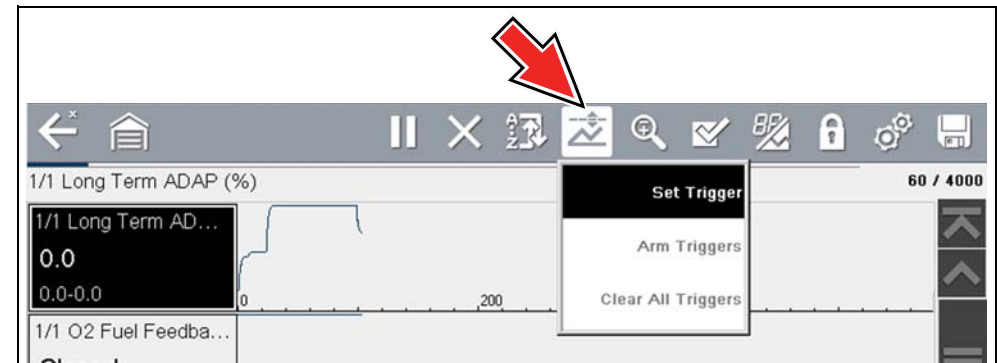 1/1 Long Term ADAP (%)
60 / 4000
Set Trigger
Arm Triggers
Clear All Triggers
1/1 Long Term AD...
0.0
0.0-0.0
0
200
1/1 O2 Fuel Feedba...